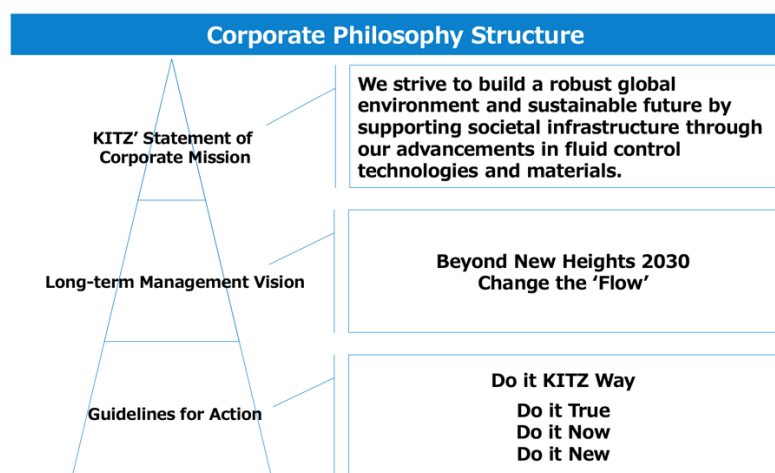 Corporate Philosophy Structure
KITZ’ Statement of
Corporate Mission
We strive to build a robust global
environment and sustainable future by
supporting societal infrastructure through
our advancements in fluid control
technologies and materials.
Long-term Management Vision
Beyond New Heights 2030
Change the ‘Flow’
Guidelines for Action
Do it KITZ Way
Do it True
Do it Now
Do it New